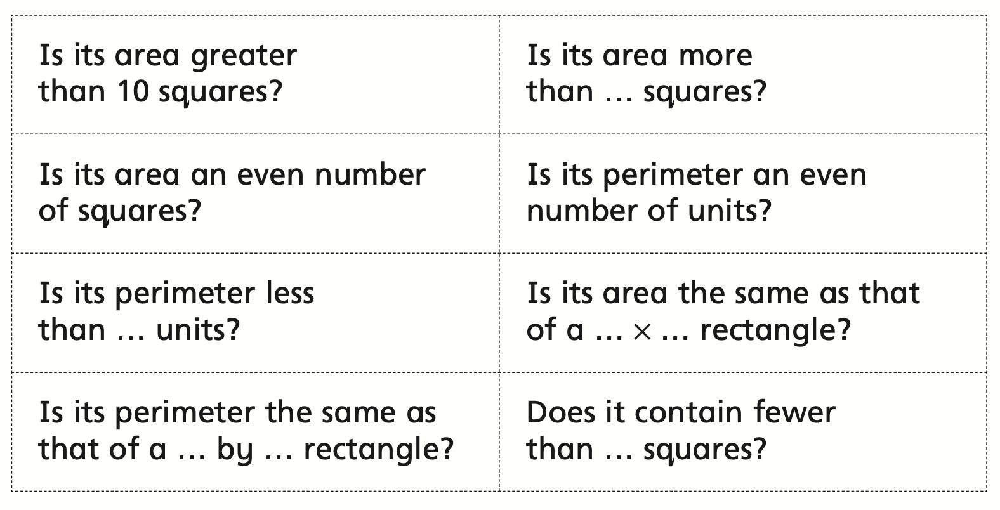 Is its area greater
than 10 squares?
Is its area more
than ... squares?
Is its area an even number
of squares?
Is its perimeter an even
number of units?
Is its perimeter less
than ... units?
Is its area the same as that
of a ... × ... rectangle?
Is its perimeter the same as
that of a ... by ... rectangle?
Does it contain fewer
than ... squares?